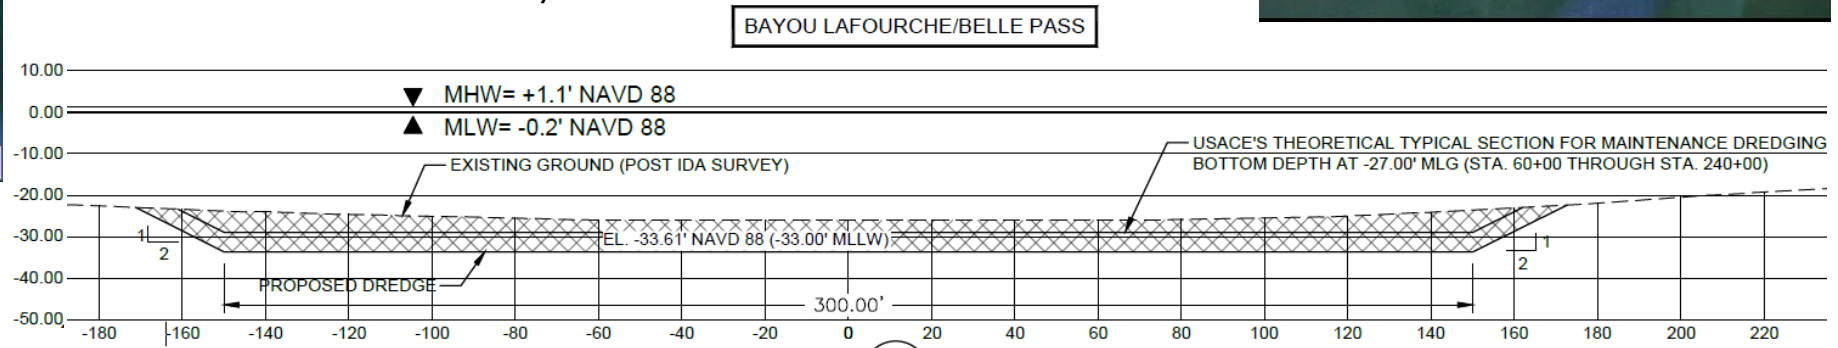 BAYOU LAFOURCHE/BELLE PASS
10.00
MHW= +1.1' NAVD 88
0.00
MLW= -0.2' NAVD 88
USACE'S THEORETICAL TYPICAL SECTION FOR MAINTENANCE DREDGING
-10.00
EXISTING GROUND (POST IDA SURVEY)
BOTTOM DEPTH AT -27.00' MLG (STA. 60+00 THROUGH STA. 240+00)
-20.00
-30.00
1
2
EL. -33.61' NAVD 88 (-33.00' MLLW)
1
2
-40.00
PROPOSED DREDGE
300.00'
-50.00
-180 -160 -140 -120 -100 -80 -60 -40 -20 0 20 40 60 80 100 120 140 160 180 200 220